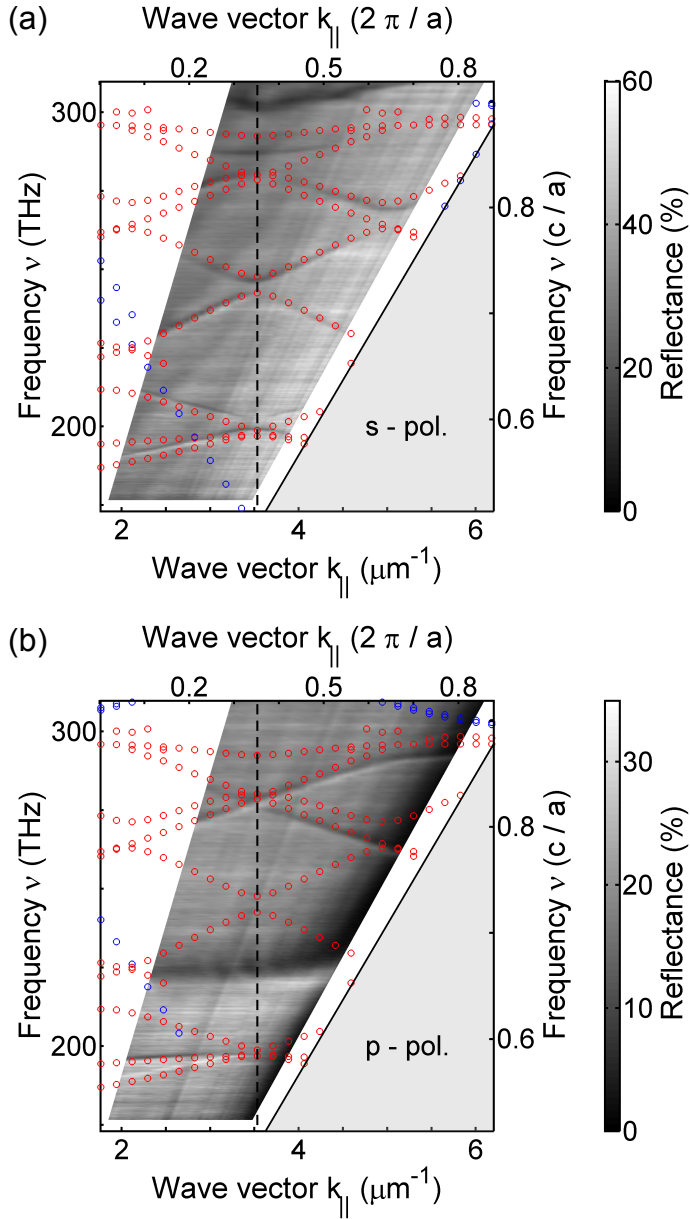 (a)
Wave vector k|| (2 π / a)
0.2 0.5 0.8
300
200
Frequency ν (THz)
0.8
0.6
Frequency ν (c / a)
s - pol.
2 4 6
Wave vector k|| (μm-1)
60
40
20
0
Reflectance (%)
(b)
Wave vector k|| (2 π / a)
0.2 0.5 0.8
300
200
Frequency ν (THz)
0.8
0.6
Frequency ν (c / a)
p - pol.
2 4 6
Wave vector k|| (μm-1)
30
20
10
0
Reflectance (%)